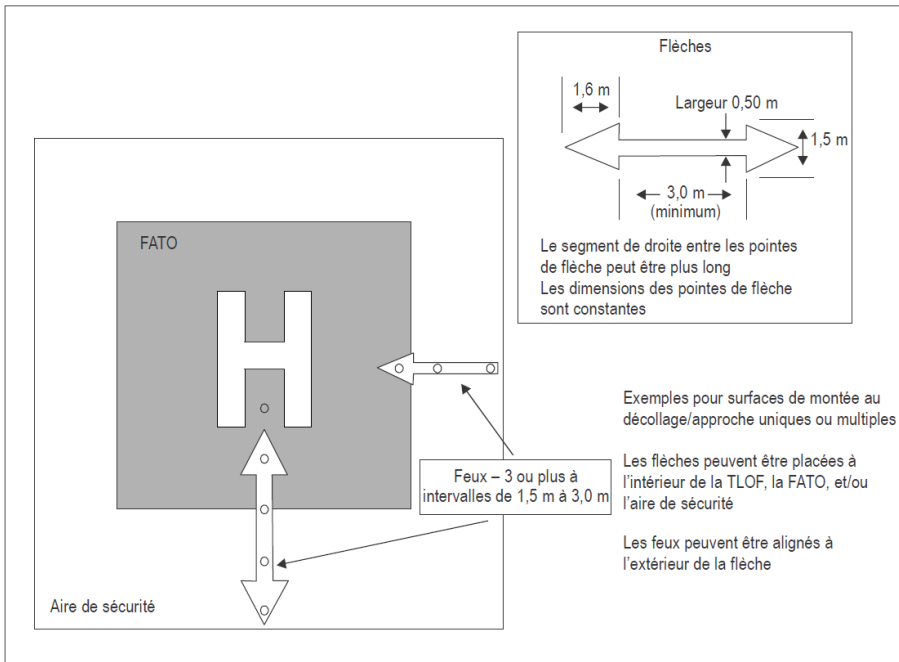 Flèches
1,6 m
Largeur 0,50 m
1,5 m
3,0 m
(minimum)
Le segment de droite entre les pointes
de flèche peut être plus long
Les dimensions des pointes de flèche
sont constantes
FATO
H
Exemples pour surfaces de montée au
décollage/approche uniques ou multiples
Feux – 3 ou plus à
intervalles de 1,5 m à 3,0 m
Les flèches peuvent être placées à
l’intérieur de la TLOF, la FATO, et/ou
l’aire de sécurité
Les feux peuvent être alignés à
l’extérieur de la flèche
Aire de sécurité